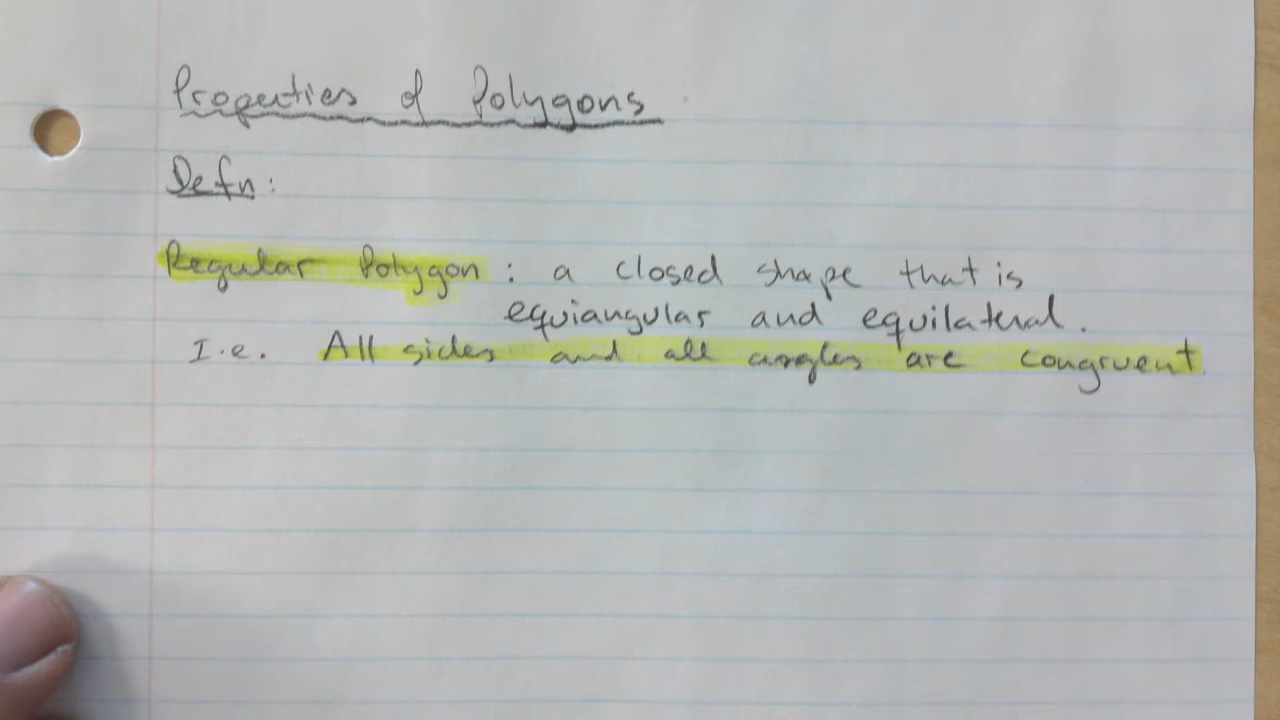 Properties of Polygons
Defn:
Regular Polygon : a closed shape that is
equiangular and equilateral.
I.e. All sides and all angles are congruent.